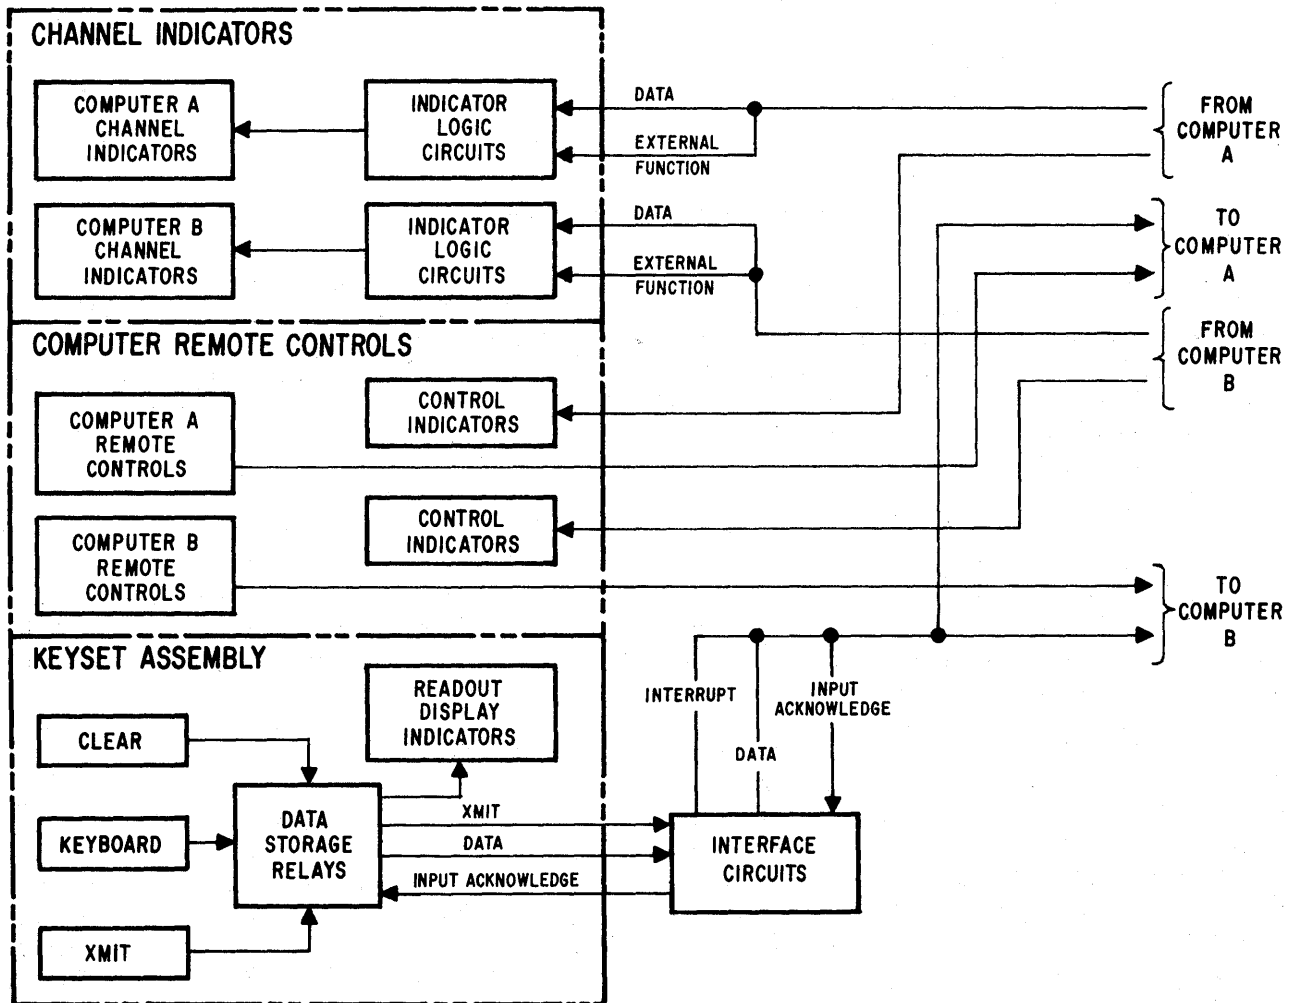 CHANNEL INDICATORS
COMPUTER A
CHANNEL
INDICATORS
INDICATOR
LOGIC
CIRCUITS
DATA
EXTERNAL
FUNCTION
FROM
COMPUTER
A
COMPUTER B
CHANNEL
INDICATORS
INDICATOR
LOGIC
CIRCUITS
DATA
EXTERNAL
FUNCTION
TO
COMPUTER
A
FROM
COMPUTER
B
COMPUTER REMOTE CONTROLS
COMPUTER A
REMOTE
CONTROLS
CONTROL
INDICATORS
COMPUTER B
REMOTE
CONTROLS
CONTROL
INDICATORS
TO
COMPUTER
B
KEYSET ASSEMBLY
READOUT
DISPLAY
INDICATORS
CLEAR
KEYBOARD
XMIT
DATA
STORAGE
RELAYS
XMIT
DATA
INPUT ACKNOWLEDGE
INTERRUPT
DATA
INPUT
ACKNOWLEDGE
INTERFACE
CIRCUITS